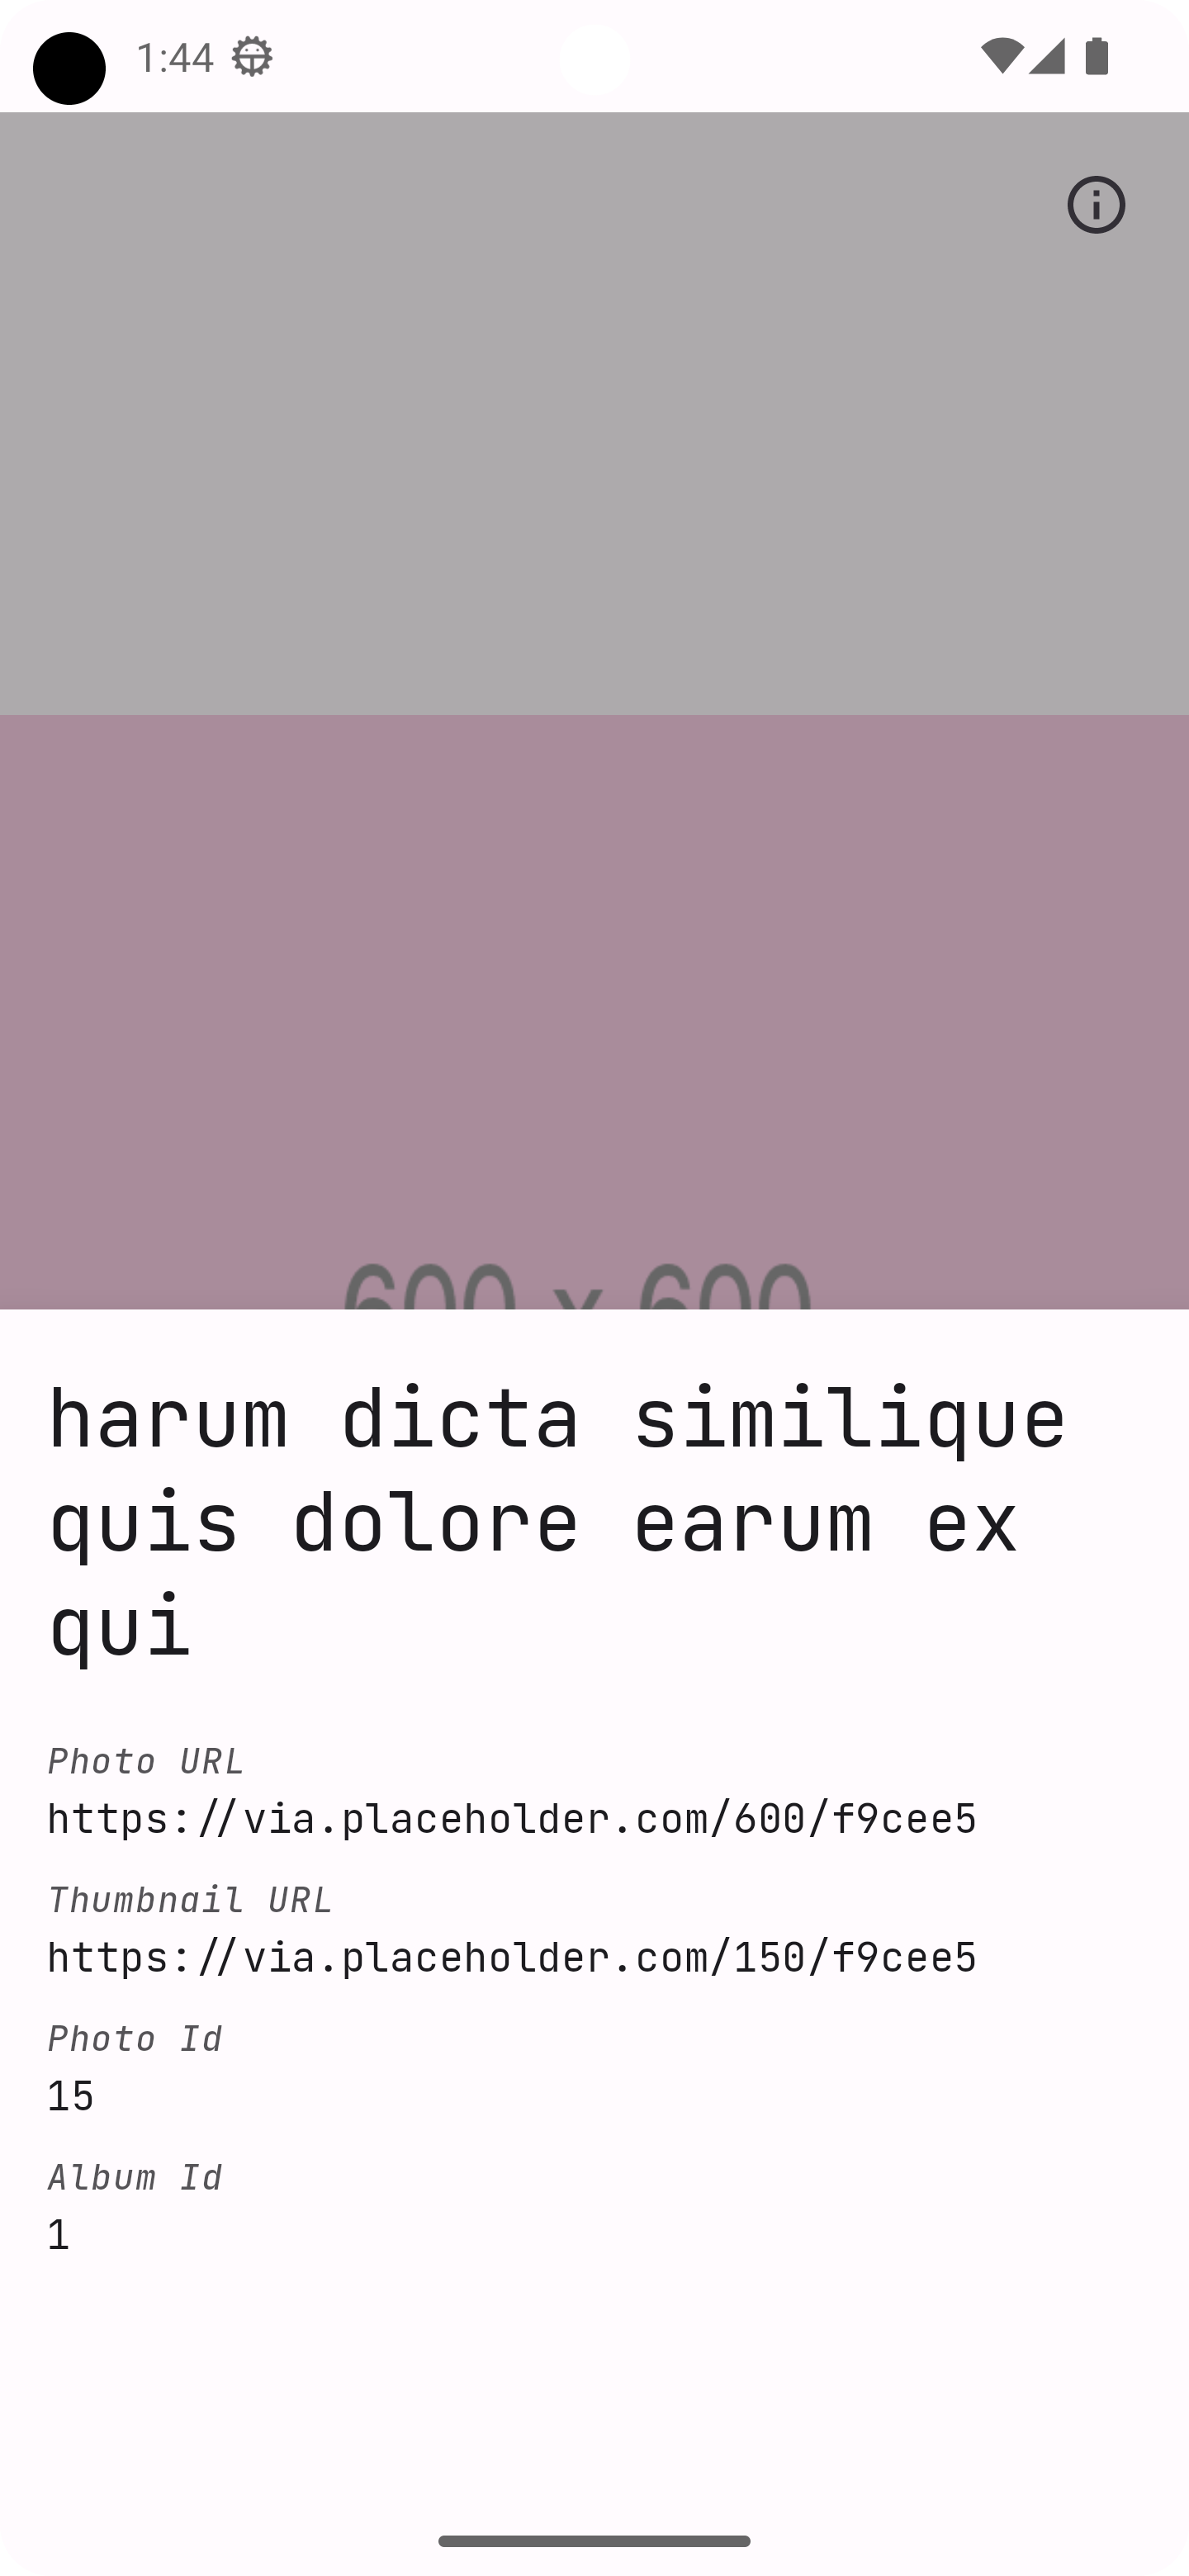 1:44
600 x 600
harum dicta similique
quis dolore earum ex
qui
Photo URL
https://via.placeholder.com/600/f9cee5
Thumbnail URL
https://via.placeholder.com/150/f9cee5
Photo Id
15
Album Id
1